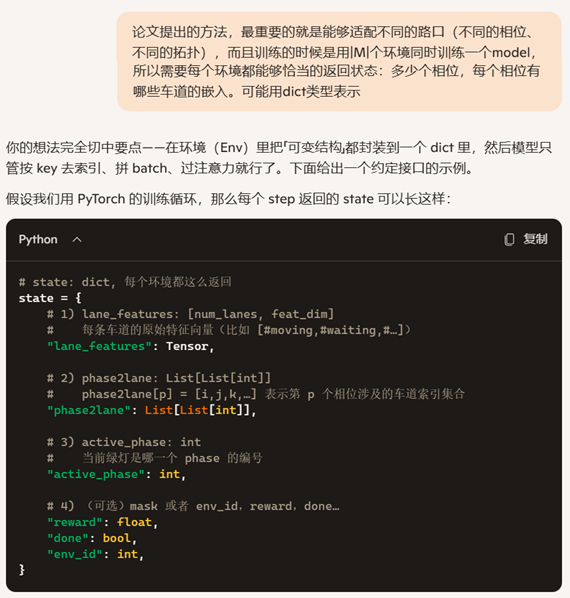 论文提出的方法，最重要的就是能够适配不同的路口（不同的相位、
不同的拓扑），而且训练的时候是用|M|个环境同时训练一个model，
所以需要每个环境都能够恰当的返回状态：多少个相位，每个相位有
哪些车道的嵌入。可能用dict类型表示
你的想法完全切中要点——在环境（Env）里把「可变结构」都封装到一个 dict 里，然后模型只
管按 key 去索引、拼 batch、过注意力就行了。下面给出一个约定接口的示例。
假设我们用 PyTorch 的训练循环，那么每个 step 返回的 state 可以长这样：
Python
复制
# state: dict, 每个环境都这么返回
state = {
# 1) lane_features: [num_lanes, feat_dim]
#    每条车道的原始特征向量（比如 [#moving,#waiting,#…]）
"lane_features": Tensor,
# 2) phase2lane: List[List[int]]
#    phase2lane[p] = [i,j,k,…] 表示第 p 个相位涉及的车道索引集合
"phase2lane": List[List[int]],
# 3) active_phase: int
#    当前绿灯是哪一个 phase 的编号
"active_phase": int,
# 4) （可选）mask 或者 env_id，reward，done…
"reward": float,
"done": bool,
"env_id": int,
}